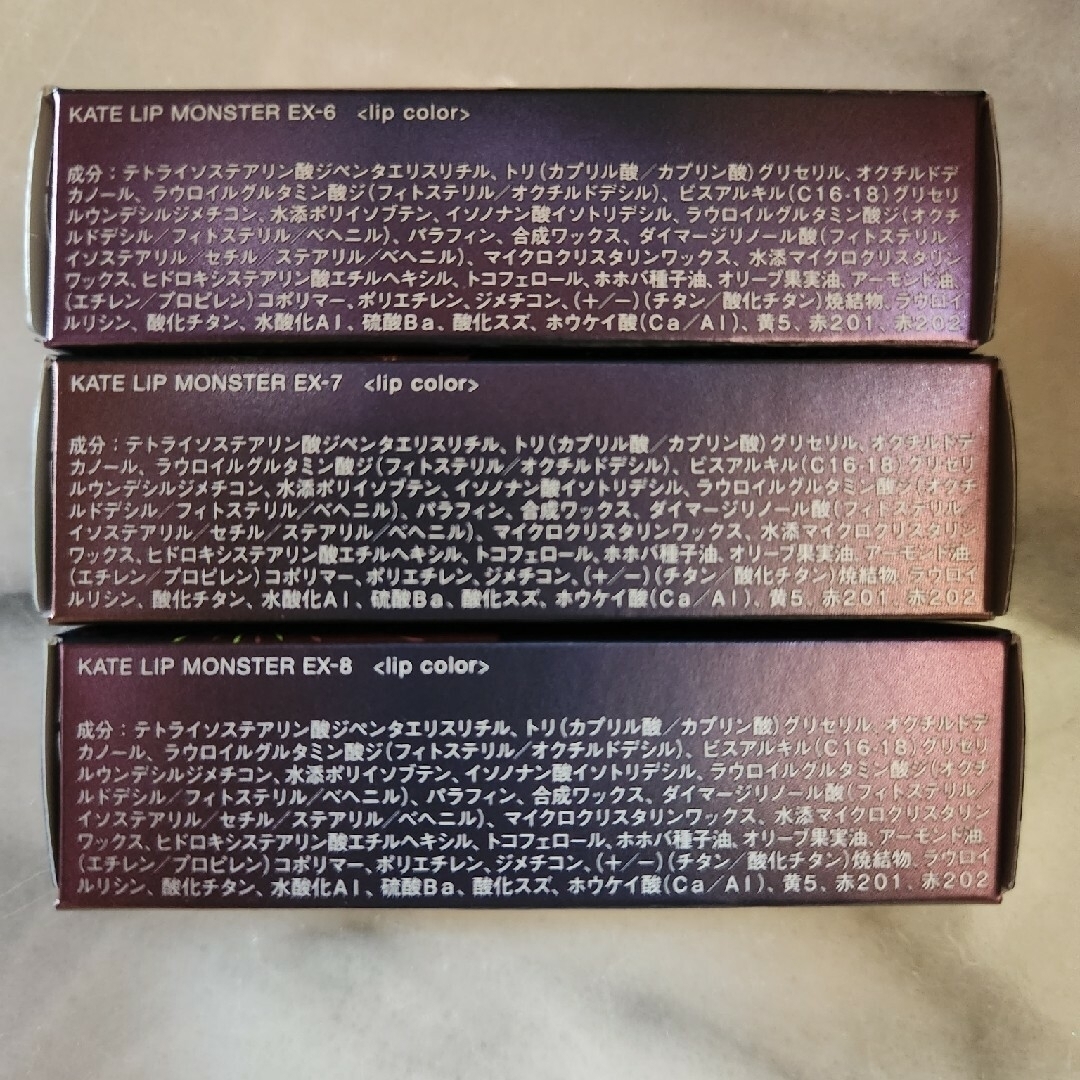 KATE LIP MONSTER EX-6 <lip color>
成分：テトライソステアリン酸ジペンタエリスリチル、トリ(カプリル酸／カプリン酸)グリセリル、オクチルドデ
カノール、ラウロイルグルタミン酸ジ(フィトステリル／オクチルドデシル)、ビスアルキル(C16-18)グリセリ
ルウンデシルジメチコン、水添ポリイソブテン、イソノナン酸イソトリデシル、ラウロイルグルタミン酸ジ(オクチ
ルドデシル／フィトステリル／ベヘニル)、パラフィン、合成ワックス、ダイマージリノール酸(フィトステリル／
イソステアリル／セチル／ステアリル／ベヘニル)、マイクロクリスタリンワックス、水添マイクロクリスタリン
ワックス、ヒドロキシステアリン酸エチルヘキシル、トコフェロール、ホホバ種子油、オリーブ果実油、アーモンド油、
(エチレン／プロピレン)コポリマー、ポリエチレン、ジメチコン、(＋/－)(チタン／酸化チタン)焼結物、ラウロイ
ルリシン、酸化チタン、水酸化Al、硫酸Ba、酸化スズ、ホウケイ酸(Ca／Al)、黄5、赤201、赤202
KATE LIP MONSTER EX-7 <lip color>
成分：テトライソステアリン酸ジペンタエリスリチル、トリ(カプリル酸／カプリン酸)グリセリル、オクチルドデ
カノール、ラウロイルグルタミン酸ジ(フィトステリル／オクチルドデシル)、ビスアルキル(C16-18)グリセリ
ルウンデシルジメチコン、水添ポリイソブテン、イソノナン酸イソトリデシル、ラウロイルグルタミン酸ジ(オクチ
ルドデシル／フィトステリル／ベヘニル)、パラフィン、合成ワックス、ダイマージリノール酸(フィトステリル／
イソステアリル／セチル／ステアリル／ベヘニル)、マイクロクリスタリンワックス、水添マイクロクリスタリン
ワックス、ヒドロキシステアリン酸エチルヘキシル、トコフェロール、ホホバ種子油、オリーブ果実油、アーモンド油、
(エチレン／プロピレン)コポリマー、ポリエチレン、ジメチコン、(＋/－)(チタン／酸化チタン)焼結物、ラウロイ
ルリシン、酸化チタン、水酸化Al、硫酸Ba、酸化スズ、ホウケイ酸(Ca／Al)、黄5、赤201、赤202
KATE LIP MONSTER EX-8 <lip color>
成分：テトライソステアリン酸ジペンタエリスリチル、トリ(カプリル酸／カプリン酸)グリセリル、オクチルドデ
カノール、ラウロイルグルタミン酸ジ(フィトステリル／オクチルドデシル)、ビスアルキル(C16-18)グリセリ
ルウンデシルジメチコン、水添ポリイソブテン、イソノナン酸イソトリデシル、ラウロイルグルタミン酸ジ(オクチ
ルドデシル／フィトステリル／ベヘニル)、パラフィン、合成ワックス、ダイマージリノール酸(フィトステリル／
イソステアリル／セチル／ステアリル／ベヘニル)、マイクロクリスタリンワックス、水添マイクロクリスタリン
ワックス、ヒドロキシステアリン酸エチルヘキシル、トコフェロール、ホホバ種子油、オリーブ果実油、アーモンド油、
(エチレン／プロピレン)コポリマー、ポリエチレン、ジメチコン、(＋/－)(チタン／酸化チタン)焼結物、ラウロイ
ルリシン、酸化チタン、水酸化Al、硫酸Ba、酸化スズ、ホウケイ酸(Ca／Al)、黄5、赤201、赤202